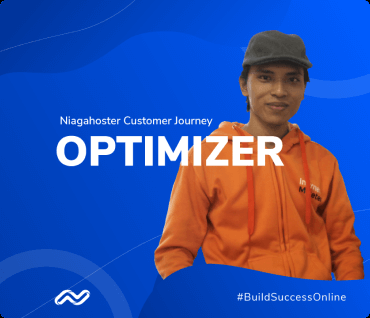 Niagahoster Customer Journey
OPTIMIZER
#BuildSuccessOnline